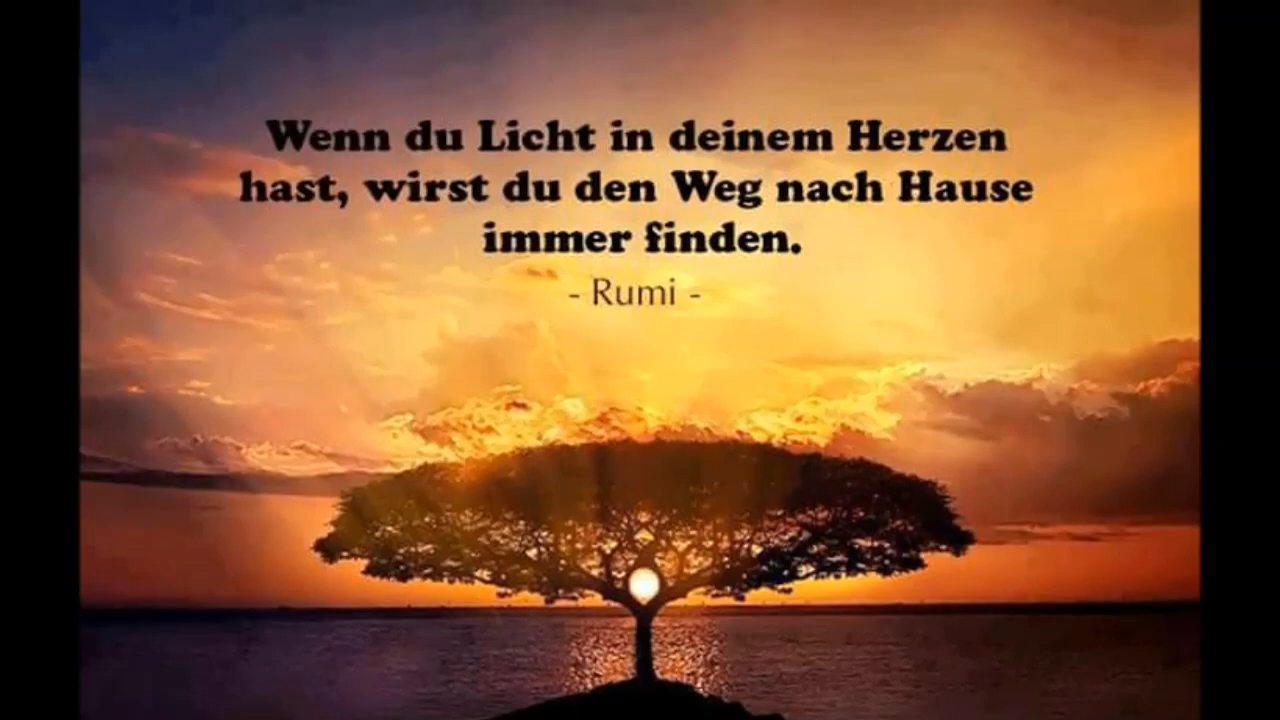 Wenn du Licht in deinem Herzen
hast, wirst du den Weg nach Hause
immer finden.
- Rumi -